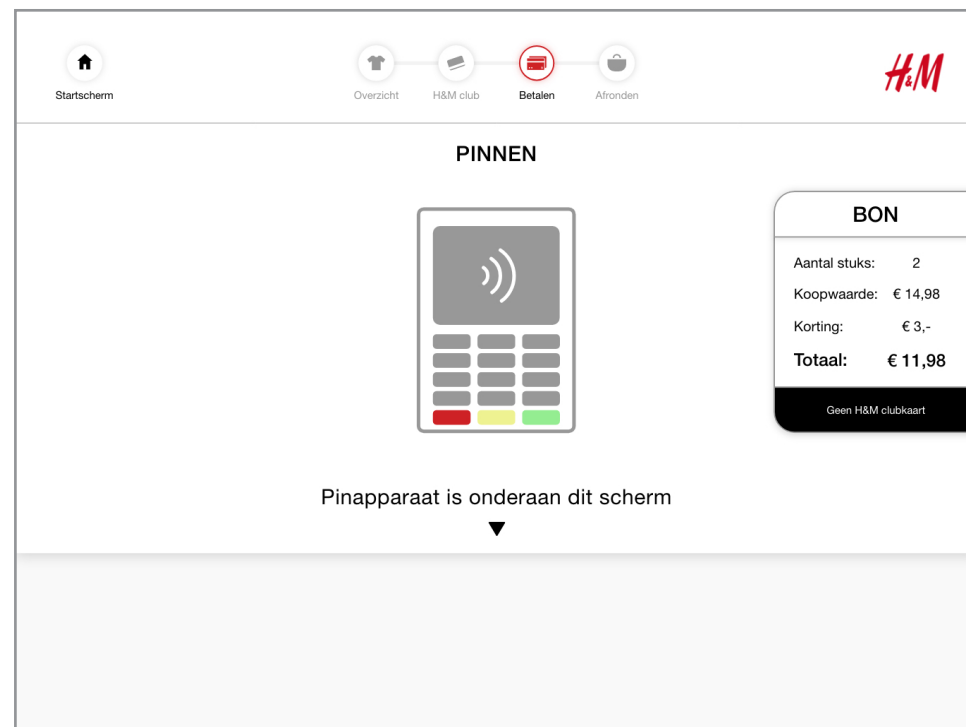 Startscherm
Overzicht
H&M club
Betalen
Afronden
H&M
PINNEN
BON
Aantal stuks: 2
Koopwaarde: € 14,98
Korting: € 3,-
Totaal: € 11,98
Geen H&M clubkaart
Pinapparaat is onderaan dit scherm